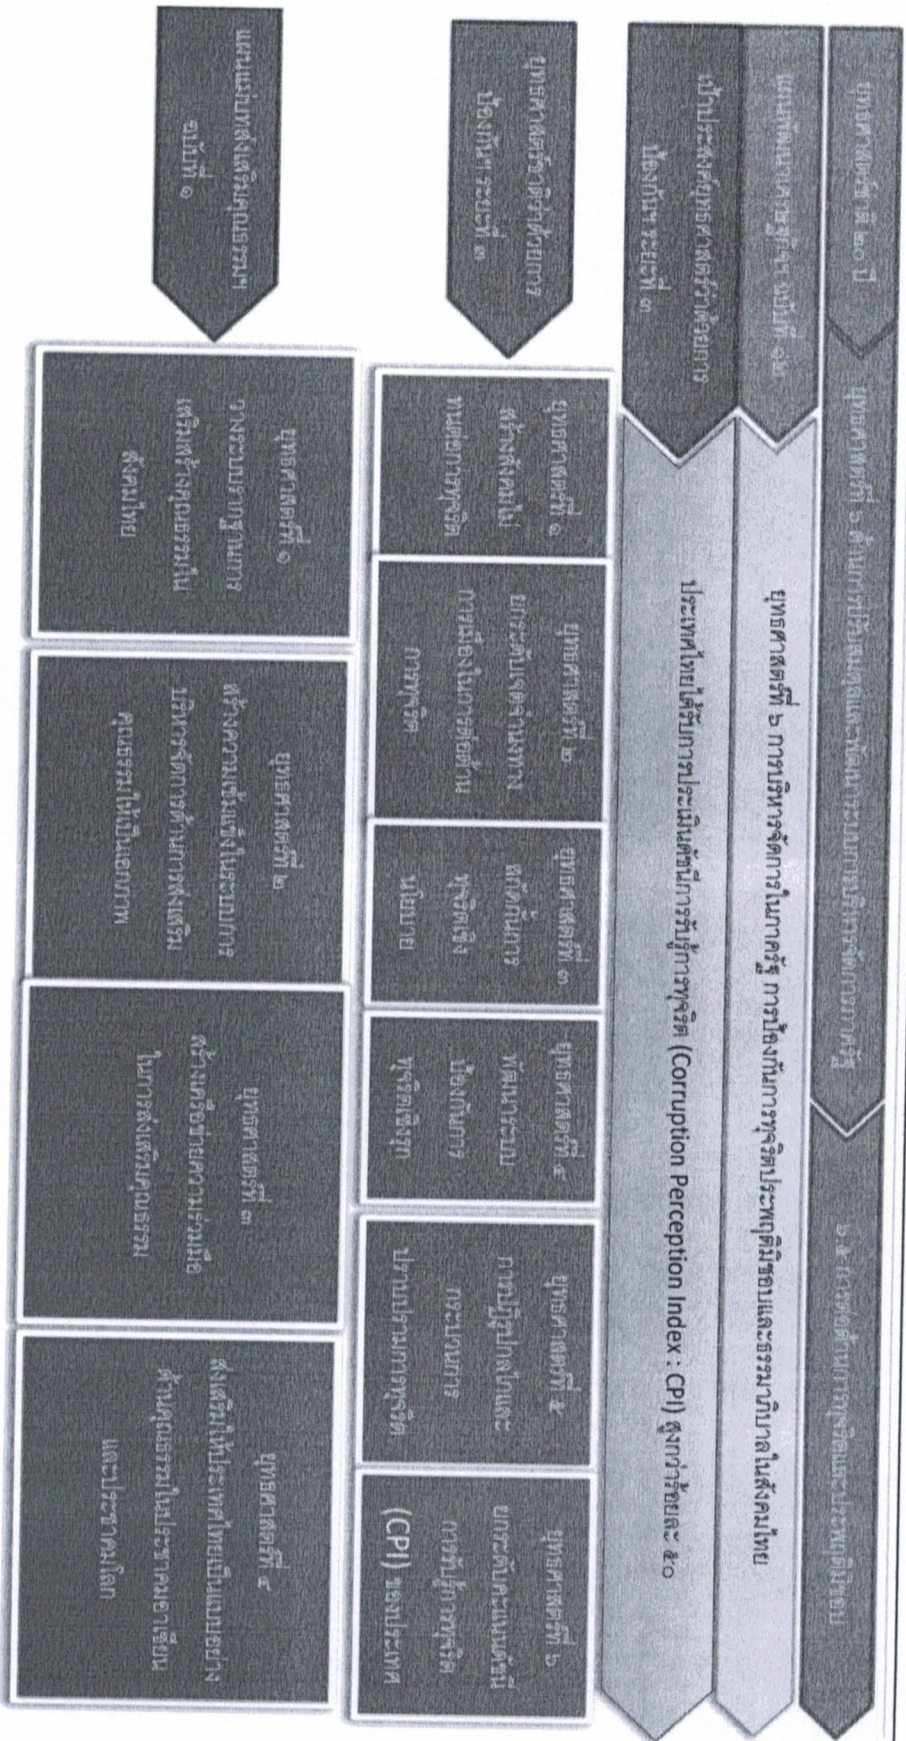 ยุทธศาสตร์ชาติ ๒๐ ปี
ยุทธศาสตร์ที่ ๖ ด้านการปรับสมดุลและพัฒนาระบบการบริหารจัดการภาครัฐ
๖.๕ การต่อต้านการทุจริตและประพฤติมิชอบ
แผนพัฒนาเศรษฐกิจฯ ฉบับที่ ๑๒
ยุทธศาสตร์ที่ ๖ การบริหารจัดการในภาครัฐ การป้องกันการทุจริตประพฤติมิชอบและธรรมาภิบาลในสังคมไทย
เป้าประสงค์ยุทธศาสตร์ว่าด้วยการ
ป้องกันฯ ระยะที่ ๓
ประเทศไทยได้รับการประเมินดัชนีการรับรู้การทุจริต (Corruption Perception Index : CPI) สูงกว่าร้อยละ ๕๐
ยุทธศาสตร์ชาติว่าด้วยการ
ป้องกันฯ ระยะที่ ๓
ยุทธศาสตร์ที่ ๑
สร้างสังคมไม่
ทนต่อการทุจริต
ยุทธศาสตร์ที่ ๒
ยกระดับเจตจำนงทาง
การเมืองในการต่อต้าน
การทุจริต
ยุทธศาสตร์ที่ ๓
สกัดกั้นการ
ทุจริตเชิง
นโยบาย
ยุทธศาสตร์ที่ ๔
พัฒนาระบบ
ป้องกันการ
ทุจริตเชิงรุก
ยุทธศาสตร์ที่ ๕
การปฏิรูปกลไกและ
กระบวนการ
ปราบปรามการทุจริต
ยุทธศาสตร์ที่ ๖
ยกระดับคะแนนดัชนี
การรับรู้การทุจริต
(CPI) ของประเทศ
แผนแม่บทส่งเสริมคุณธรรมฯ
ฉบับที่ ๑
ยุทธศาสตร์ที่ ๑
วางระบบรากฐานการ
เสริมสร้างคุณธรรมใน
สังคมไทย
ยุทธศาสตร์ที่ ๒
สร้างความเข้มแข็งในระบบการ
บริหารจัดการด้านการส่งเสริม
คุณธรรมให้เป็นเอกภาพ
ยุทธศาสตร์ที่ ๓
สร้างเครือข่ายความร่วมมือ
ในการส่งเสริมคุณธรรม
ยุทธศาสตร์ที่ ๔
ส่งเสริมให้ประเทศไทยเป็นแบบอย่าง
ด้านคุณธรรมในประชาคมอาเซียน
และประชาคมโลก